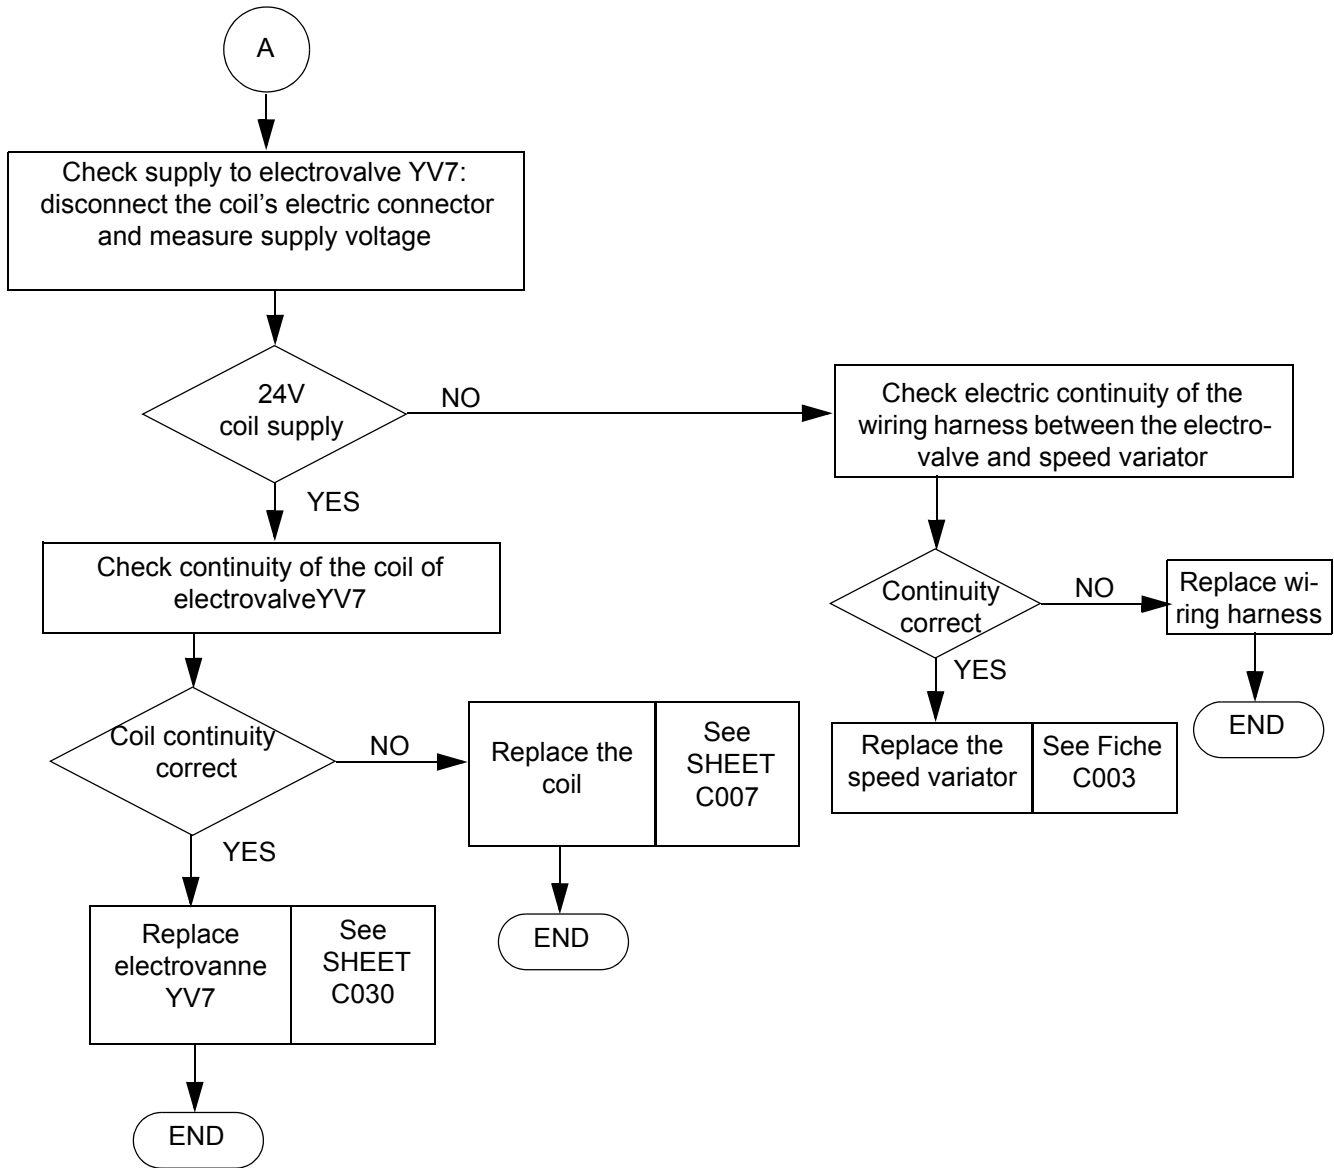 A
Check supply to electrovalve YV7:
disconnect the coil's electric connector
and measure supply voltage
24V
coil supply
NO
YES
Check electric continuity of the
wiring harness between the electro-
valve and speed variator
Check continuity of the coil of
electrovalveYV7
Continuity
correct
NO
YES
Replace wi-
ring harness
END
Replace the
speed variator
See Fiche
C003
Coil continuity
correct
NO
YES
Replace the
coil
See
SHEET
C007
END
Replace
electrovanne
YV7
See
SHEET
C030
END